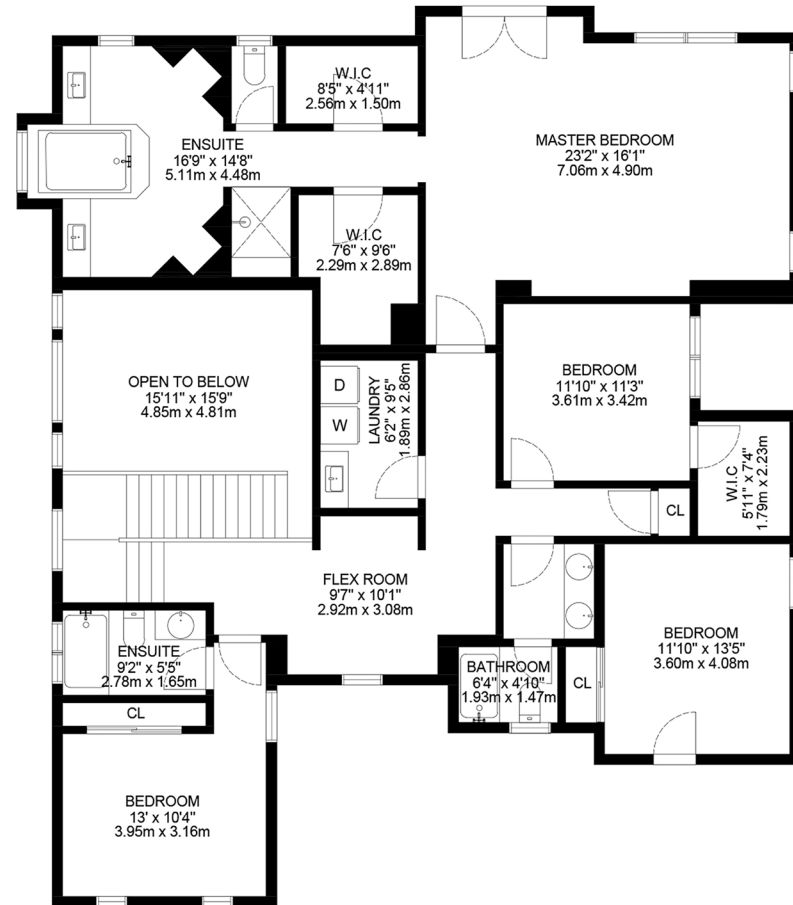 W.I.C
8'5" x 4'11"
2.56m x 1.50m
ENSUITE
16'9" x 14'8"
5.11m x 4.48m
MASTER BEDROOM
23'2" x 16'1"
7.06m x 4.90m
W.I.C
7'6" x 9'6"
2.29m x 2.89m
OPEN TO BELOW
15'11" x 15'9"
4.85m x 4.81m
D
W
LAUNDRY
6'2" x 9'5"
1.89m x 2.86m
BEDROOM
11'10" x 11'3"
3.61m x 3.42m
W.I.C
5'11" x 7'4"
1.79m x 2.23m
CL
FLEX ROOM
9'7" x 10'1"
2.92m x 3.08m
ENSUITE
9'2" x 5'5"
2.78m x 1.65m
BATHROOM
6'4" x 4'10"
1.93m x 1.47m
CL
BEDROOM
11'10" x 13'5"
3.60m x 4.08m
CL
BEDROOM
13' x 10'4"
3.95m x 3.16m